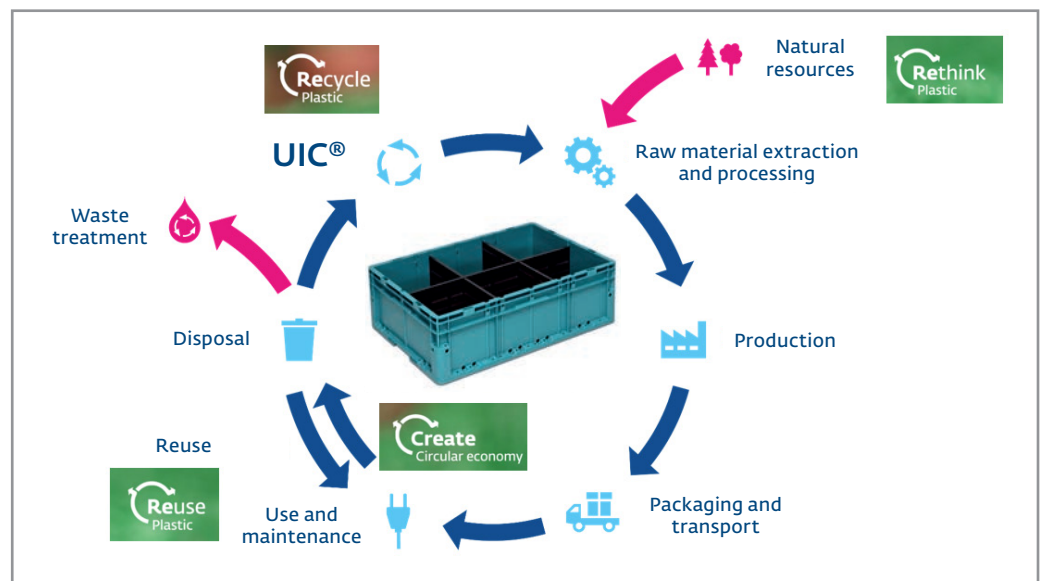 Recycle
Plastic
Natural
resources
Rethink
Plastic
UIC®
Raw material extraction
and processing
Waste
treatment
Disposal
Production
Create
Circular economy
Reuse
Reuse
Plastic
Use and
maintenance
Packaging and
transport